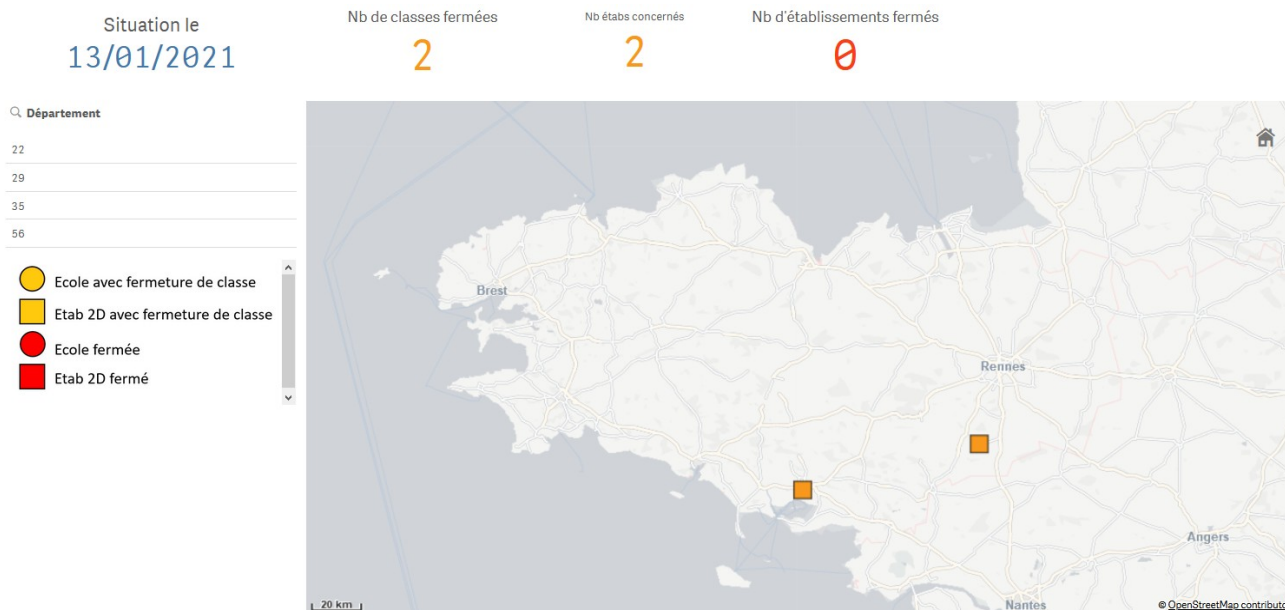 Situation le
13/01/2021
Nb de classes fermées
2
Nb étabs concernés
2
Nb d'établissements fermés
0
Département
22
29
35
56
Ecole avec fermeture de classe
Etab 2D avec fermeture de classe
Ecole fermée
Etab 2D fermé
Brest
Rennes
Angers
Nantes
20 km
© OpenStreetMap contributo